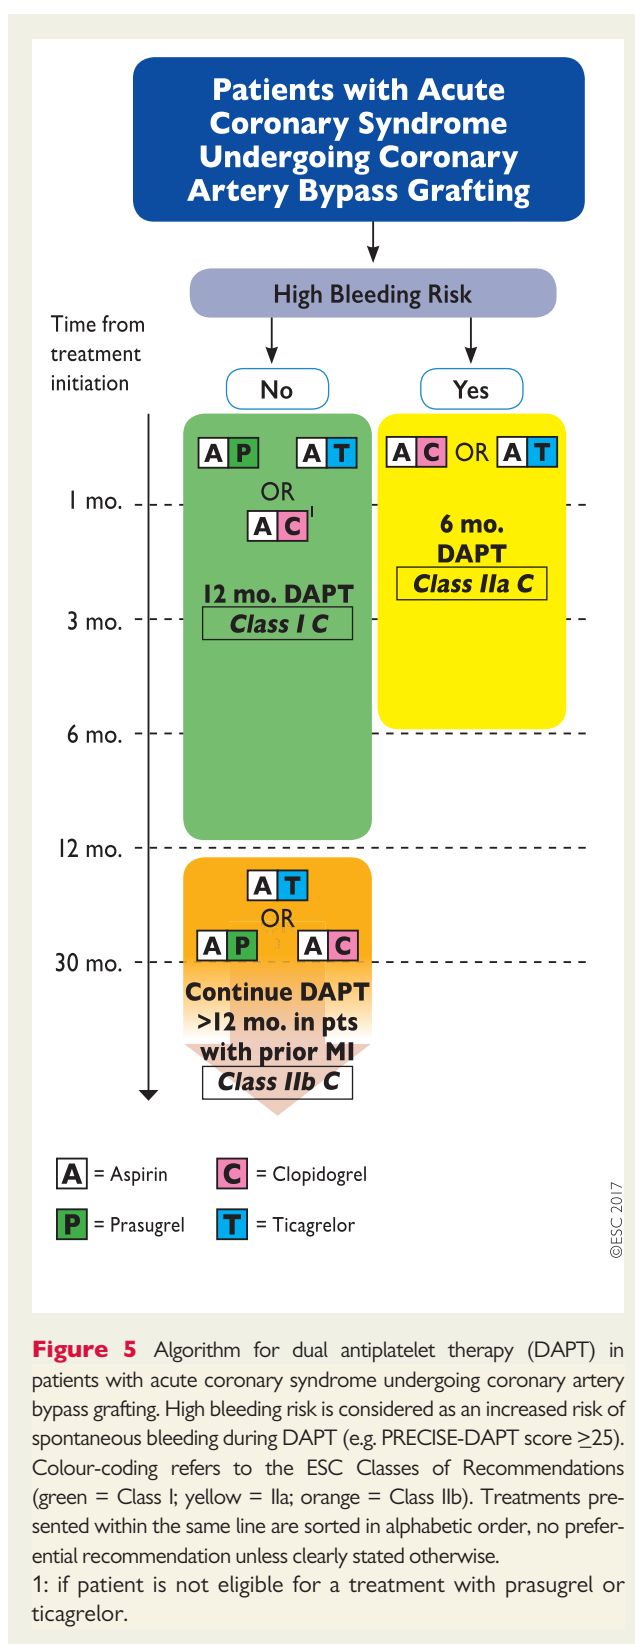 Patients with Acute
Coronary Syndrome
Undergoing Coronary
Artery Bypass Grafting
High Bleeding Risk
Time from
treatment
initiation
No
Yes
A P A T
A C OR A T
OR
1 mo.
A C 1
6 mo.
DAPT
Class IIa C
12 mo. DAPT
Class I C
3 mo.
6 mo.
12 mo.
A T
OR
A P A C
30 mo.
Continue DAPT
>12 mo. in pts
with prior MI
Class IIb C
A = Aspirin
C = Clopidogrel
P = Prasugrel
T = Ticagrelor
©ESC 2017
Figure 5 Algorithm for dual antiplatelet therapy (DAPT) in
patients with acute coronary syndrome undergoing coronary artery
bypass grafting. High bleeding risk is considered as an increased risk of
spontaneous bleeding during DAPT (e.g. PRECISE-DAPT score ≥25).
Colour-coding refers to the ESC Classes of Recommendations
(green = Class I; yellow = IIa; orange = Class IIb). Treatments pre-
sented within the same line are sorted in alphabetic order, no prefer-
ential recommendation unless clearly stated otherwise.
1: if patient is not eligible for a treatment with prasugrel or
ticagrelor.